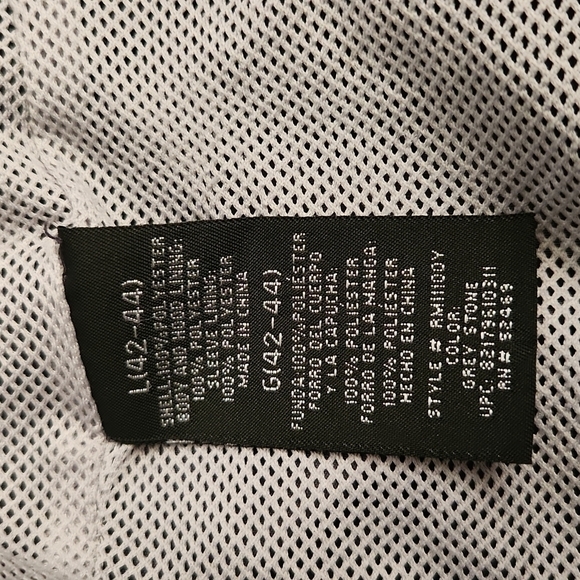 L(42-44)
SHELL:100% POLYESTER
BODY AND HOOD LINING:
100% POLYESTER
SLEEVE LINING:
100% POLYESTER
MADE IN CHINA
G(42-44)
FUNDA:100% POLIESTER
FORRO DEL CUERPO
Y LA CAPUCHA:
100% POLIESTER
FORRO DE LA MANGA:
100% POLIESTER
HECHO EN CHINA
STYLE #
COLOR:
GREY STONE
UPC:
RN# 52469